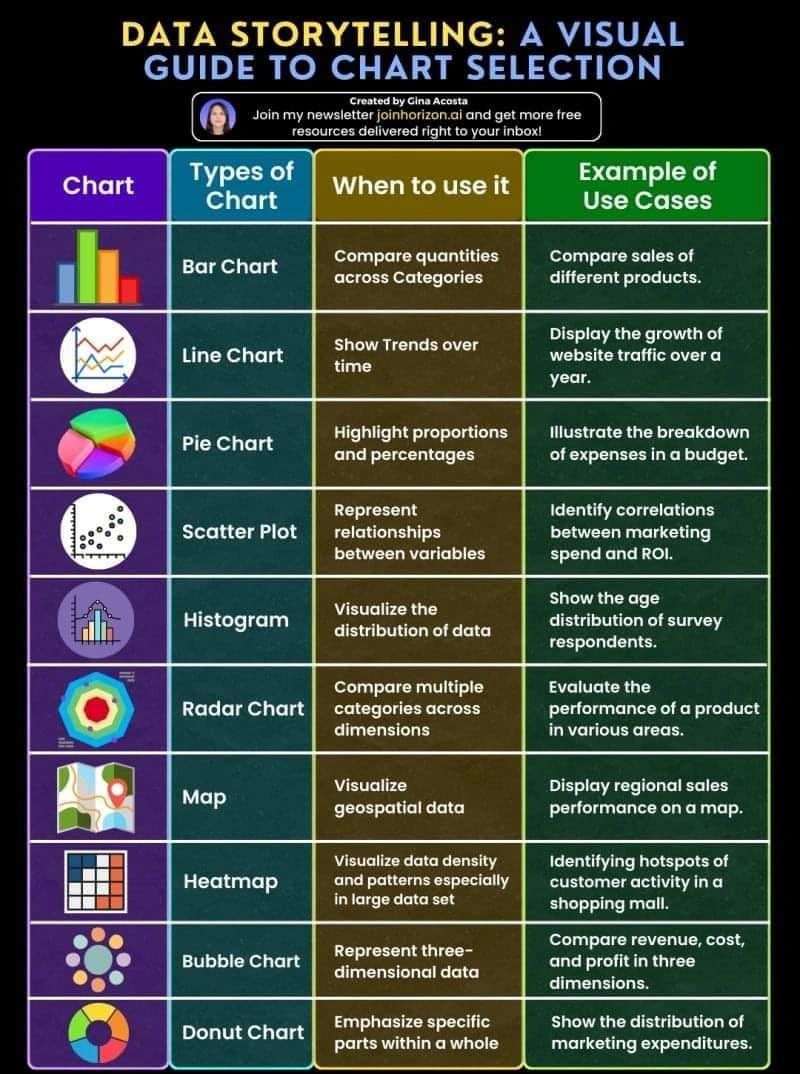 DATA STORYTELLING: A VISUAL
GUIDE TO CHART SELECTION
Created by Gina Acosta
Join my newsletter joinhorizon.ai and get more free
resources delivered right to your inbox!
Chart
Types of
Chart
When to use it
Example of
Use Cases
Bar Chart
Compare quantities
across Categories
Compare sales of
different products.
Line Chart
Show Trends over
time
Display the growth of
website traffic over a
year.
Pie Chart
Highlight proportions
and percentages
Illustrate the breakdown
of expenses in a budget.
Scatter Plot
Represent
relationships
between variables
Identify correlations
between marketing
spend and ROI.
Histogram
Visualize the
distribution of data
Show the age
distribution of survey
respondents.
Radar Chart
Compare multiple
categories across
dimensions
Evaluate the
performance of a product
in various areas.
Map
Visualize
geospatial data
Display regional sales
performance on a map.
Heatmap
Visualize data density
and patterns especially
in large data set
Identifying hotspots of
customer activity in a
shopping mall.
Bubble Chart
Represent three-
dimensional data
Compare revenue, cost,
and profit in three
dimensions.
Donut Chart
Emphasize specific
parts within a whole
Show the distribution of
marketing expenditures.